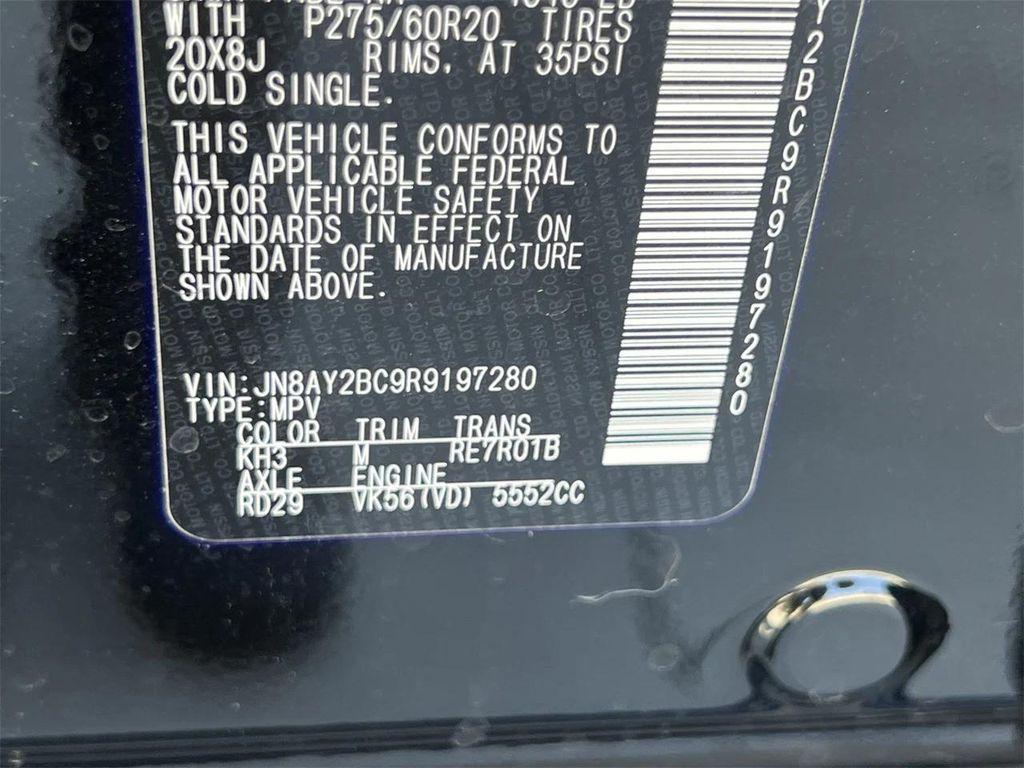 WITH P275/60R20 TIRES
20X8J RIMS. AT 35PSI
COLD SINGLE.
THIS VEHICLE CONFORMS TO
ALL APPLICABLE FEDERAL
MOTOR VEHICLE SAFETY
STANDARDS IN EFFECT ON
THE DATE OF MANUFACTURE
SHOWN ABOVE.
VIN:JN8AY2BC9R9197280
TYPE:MPV
COLOR TRIM TRANS
KH3 M RE7R01B
AXLE ENGINE
RD29 VK56(VD) 5552CC
Y2BC9R9197280